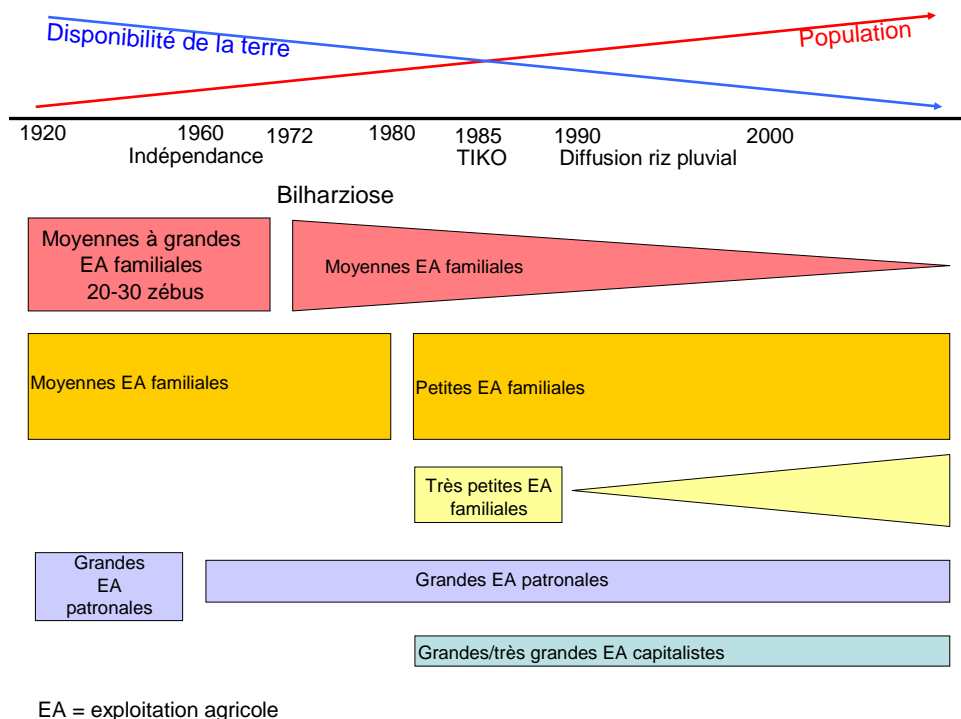 Disponibilité de la terre
Population
1920 1960 1972 1980 1985 1990 2000
Indépendance TIKO Diffusion riz pluvial
Bilharziose
Moyennes à grandes
EA familiales
20-30 zébus
Moyennes EA familiales
Moyennes EA familiales
Petites EA familiales
Très petites EA
familiales
Grandes
EA
patronales
Grandes EA patronales
Grandes/très grandes EA capitalistes
EA = exploitation agricole